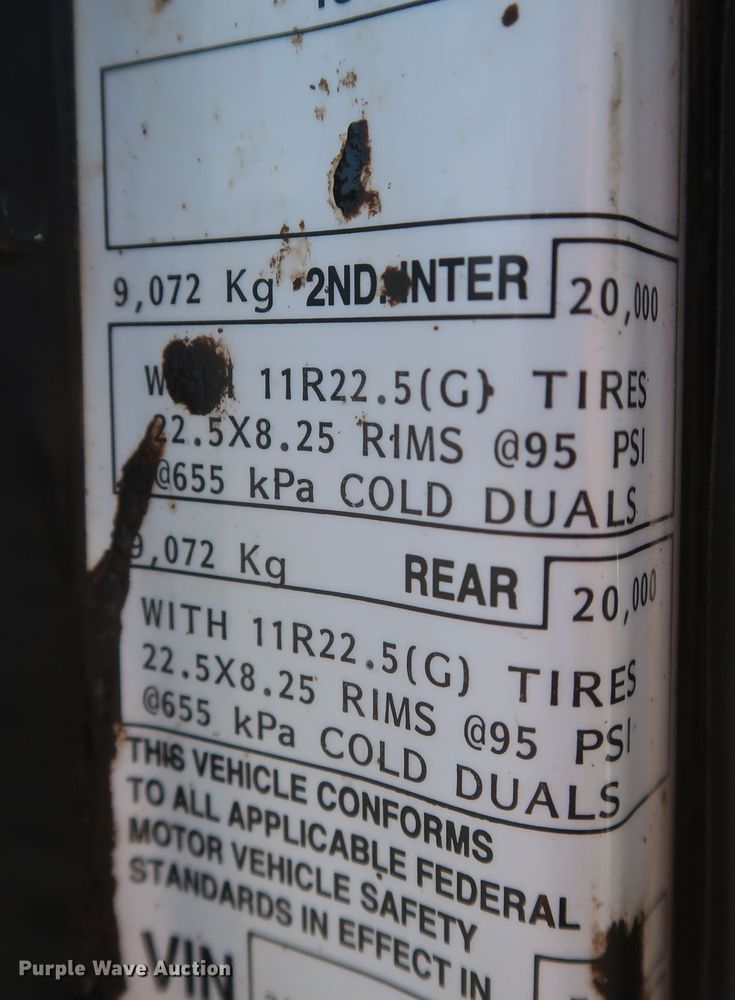 9,072 Kg 2ND. INTER 20,000
11R22.5(G) TIRES
22.5X8.25 RIMS @95 PSI
@655 kPa COLD DUALS
9,072 Kg REAR 20,000
WITH 11R22.5(G) TIRES
22.5X8.25 RIMS @95 PSI
@655 kPa COLD DUALS
THIS VEHICLE CONFORMS
TO ALL APPLICABLE FEDERAL
MOTOR VEHICLE SAFETY
STANDARDS IN EFFECT IN
VIN
Purple Wave Auction